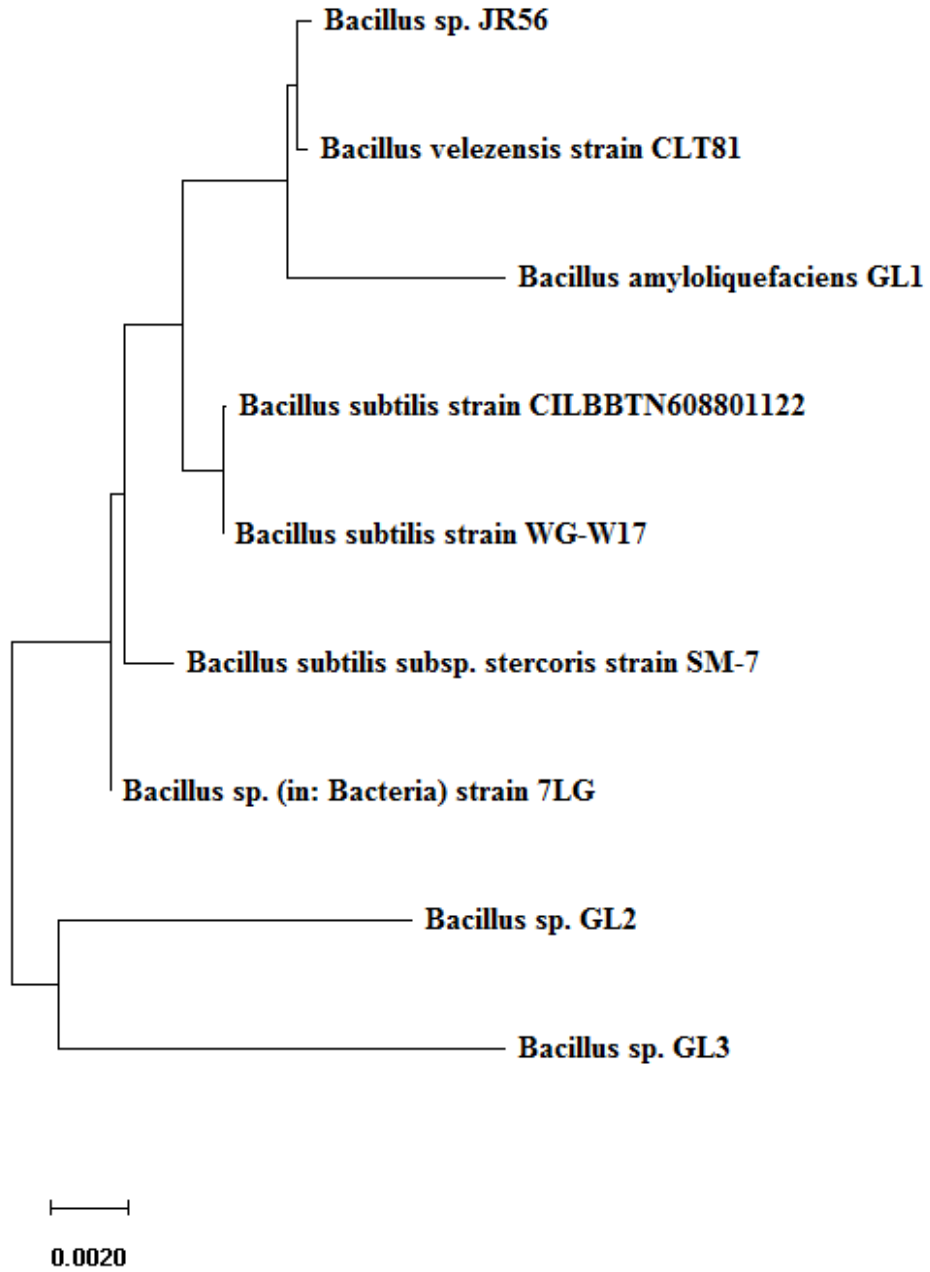 Bacillus sp. JR56
Bacillus velezensis strain CLT81
Bacillus amyloliquefaciens GL1
Bacillus subtilis strain CILBBTN608801122
Bacillus subtilis strain WG-W17
Bacillus subtilis subsp. stercoris strain SM-7
Bacillus sp. (in: Bacteria) strain 7LG
Bacillus sp. GL2
Bacillus sp. GL3
0.0020